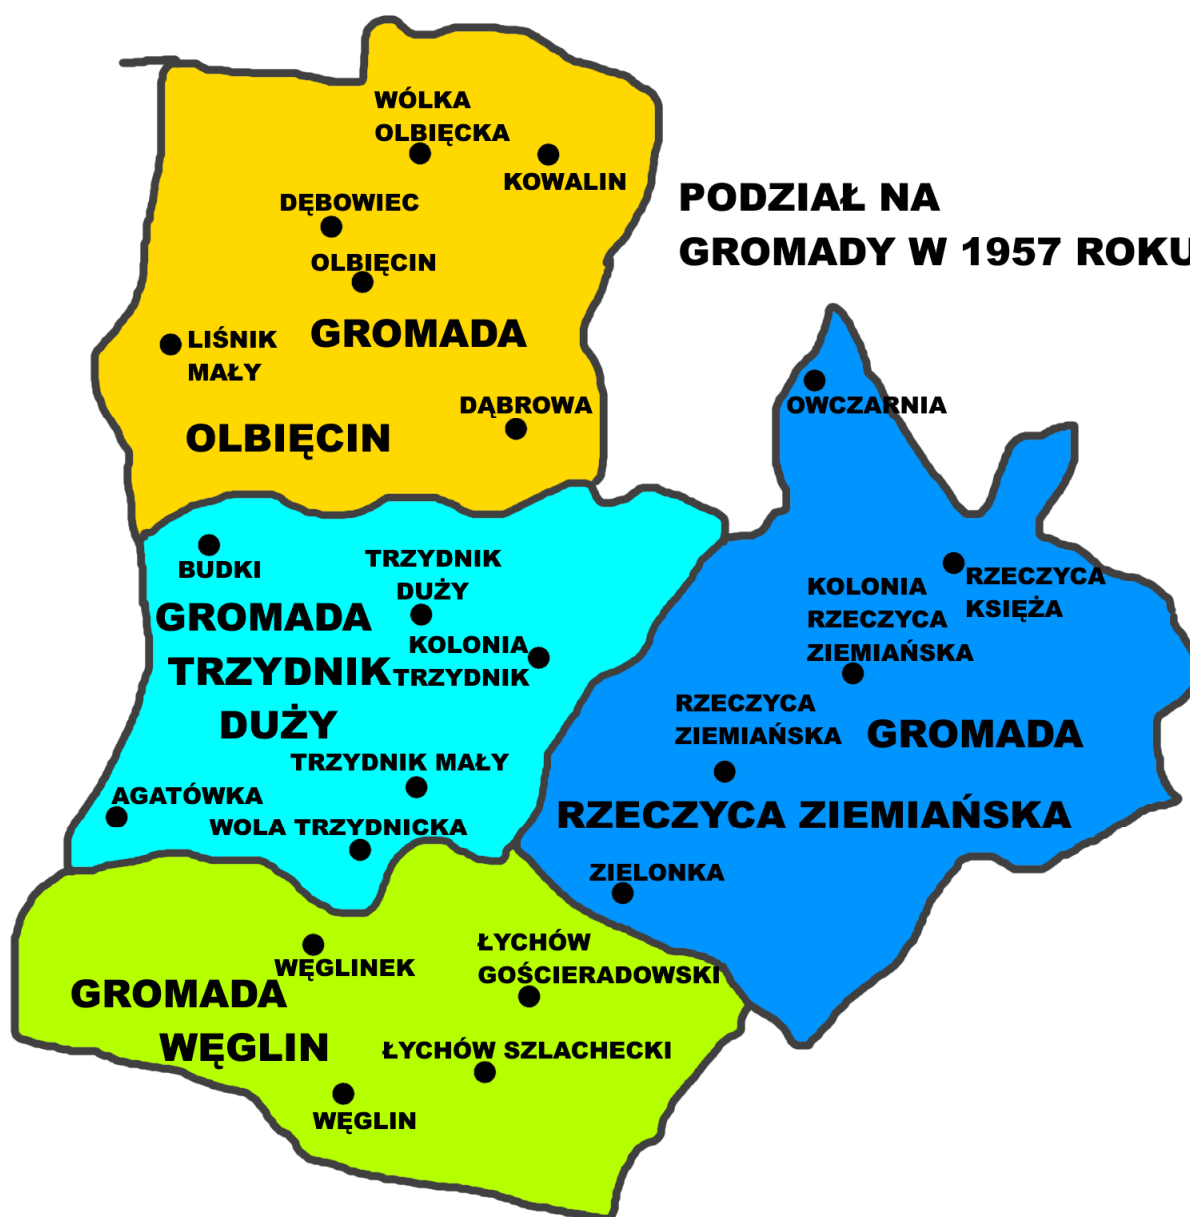 WÓLKA
OLBIĘCKA
KOWALIN
DĘBOWIEC
OLBIĘCIN
PODZIAŁ NA
GROMADY W 1957 ROKU
LIŚNIK
MAŁY
GROMADA
DĄBROWA
OLBIĘCIN
OWCZARNIA
BUDKI
TRZYDNIK
DUŻY
GROMADA
TRZYDNIK
DUŻY
KOLONIA
TRZYDNIK
TRZYDNIK MAŁY
AGATÓWKA
WOLA TRZYDNICKA
RZECZYCA
KSIĘŻA
KOLONIA
RZECZYCA
ZIEMIAŃSKA
RZECZYCA
ZIEMIAŃSKA
GROMADA
RZECZYCA ZIEMIAŃSKA
ZIELONKA
WĘGLINEK
ŁYCHÓW
GOŚCIERADOWSKI
GROMADA
WĘGLIN
ŁYCHÓW SZLACHECKI
WĘGLIN